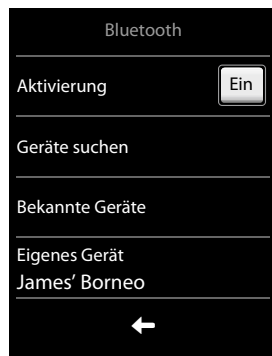 Bluetooth
Aktivierung
Ein
Geräte suchen
Bekannte Geräte
Eigenes Gerät
James’ Borneo